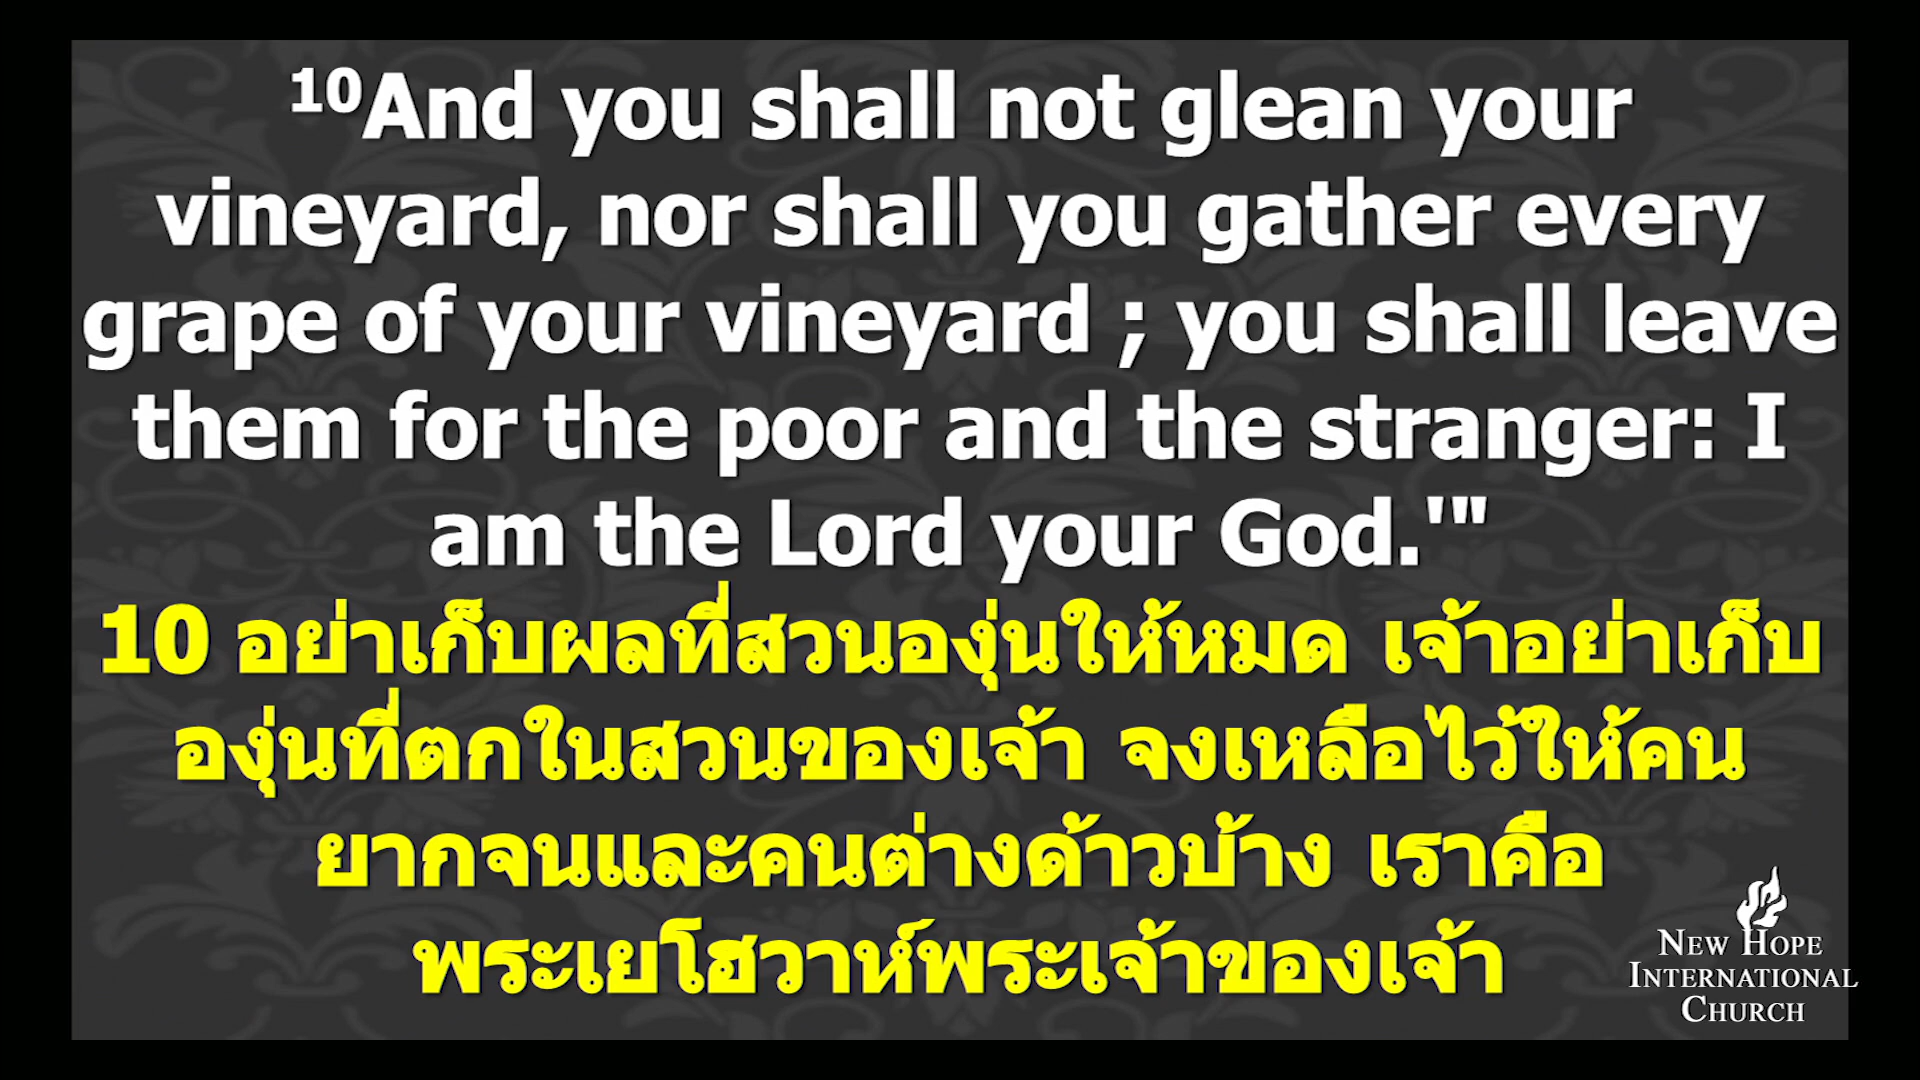 ¹⁰And you shall not glean your
vineyard, nor shall you gather every
grape of your vineyard ; you shall leave
them for the poor and the stranger: I
am the Lord your God.'"
10 อย่าเก็บผลที่สวนองุ่นให้หมด เจ้าอย่าเก็บ
องุ่นที่ตกในสวนของเจ้า จงเหลือไว้ให้คน
ยากจนและคนต่างด้าวบ้าง เราคือ
พระเยโฮวาห์พระเจ้าของเจ้า
NEW HOPE
INTERNATIONAL
CHURCH